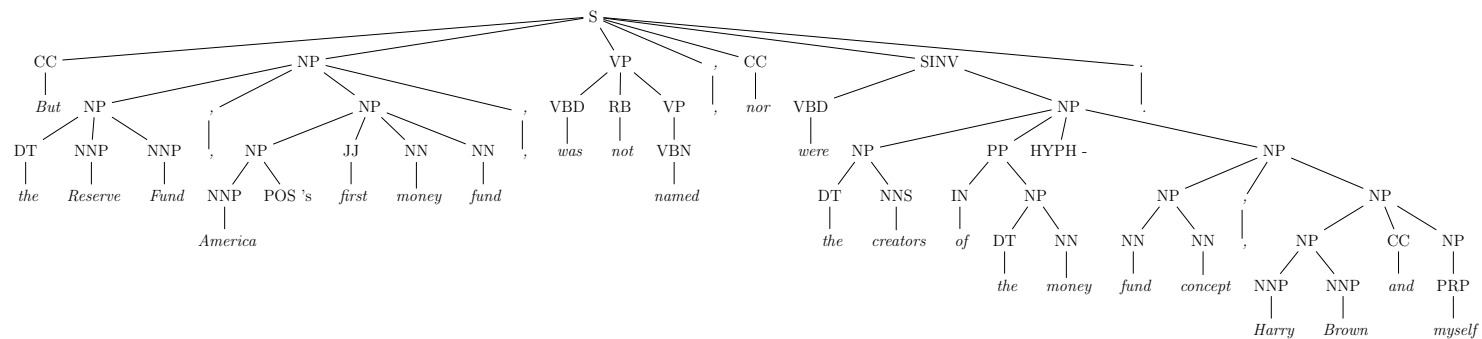 S
CC NP VP , CC SINV .
But NP , NP , VBD RB VP , nor VBD NP .
DT NNP NNP , NP JJ NN NN , was not VBN were NP PP HYPH - NP
the Reserve Fund NNP POS 's first money fund named DT NNS IN NP NP , NP
America the creators of DT NN NN NN , NP CC NP
the money fund concept NNP NNP and PRP
Harry Brown myself